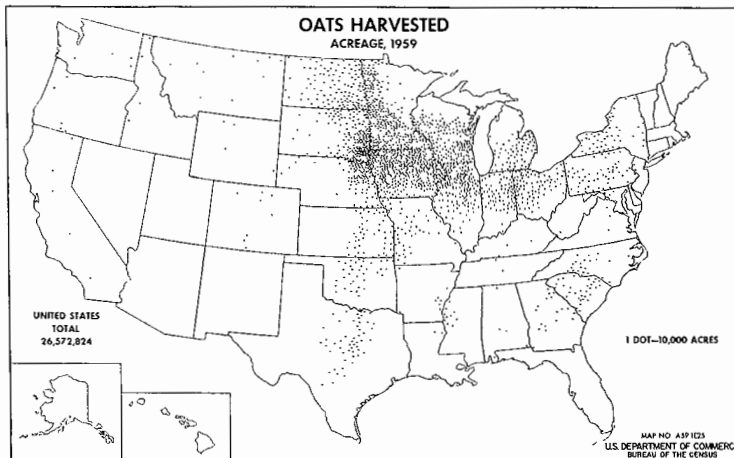 OATS HARVESTED
ACREAGE, 1959
UNITED STATES
TOTAL
26,572,824
1 DOT—10,000 ACRES
MAP NO. A59 1E25
U.S. DEPARTMENT OF COMMERC
BUREAU OF THE CENSUS